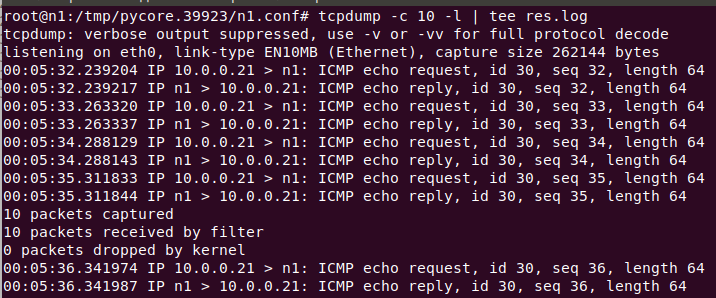 root@n1:/tmp/pycore.39923/n1.conf# tcpdump -c 10 -l | tee res.log
tcpdump: verbose output suppressed, use -v or -vv for full protocol decode
listening on eth0, link-type EN10MB (Ethernet), capture size 262144 bytes
00:05:32.239204 IP 10.0.0.21 > n1: ICMP echo request, id 30, seq 32, length 64
00:05:32.239217 IP n1 > 10.0.0.21: ICMP echo reply, id 30, seq 32, length 64
00:05:33.263320 IP 10.0.0.21 > n1: ICMP echo request, id 30, seq 33, length 64
00:05:33.263337 IP n1 > 10.0.0.21: ICMP echo reply, id 30, seq 33, length 64
00:05:34.288129 IP 10.0.0.21 > n1: ICMP echo request, id 30, seq 34, length 64
00:05:34.288143 IP n1 > 10.0.0.21: ICMP echo reply, id 30, seq 34, length 64
00:05:35.311833 IP 10.0.0.21 > n1: ICMP echo request, id 30, seq 35, length 64
00:05:35.311844 IP n1 > 10.0.0.21: ICMP echo reply, id 30, seq 35, length 64
10 packets captured
10 packets received by filter
0 packets dropped by kernel
00:05:36.341974 IP 10.0.0.21 > n1: ICMP echo request, id 30, seq 36, length 64
00:05:36.341987 IP n1 > 10.0.0.21: ICMP echo reply, id 30, seq 36, length 64